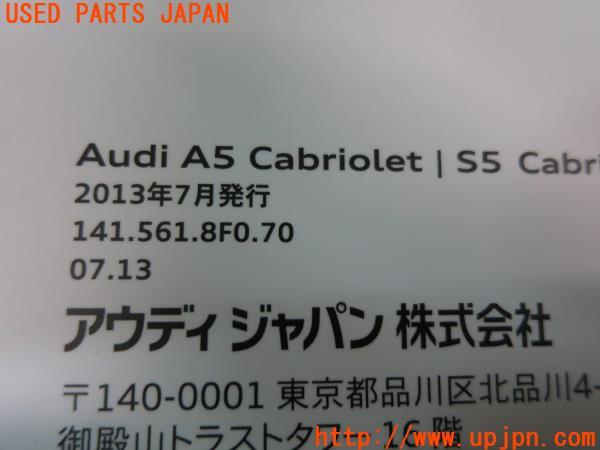 USED PARTS JAPAN
Audi A5 Cabriolet | S5 Cabri
2013年7月発行
141.561.8F0.70
07.13
アウディ ジャパン 株式会社
〒140-0001 東京都品川区北品川4-
御殿山トラストタワー 16階
http://www.upjpn.com